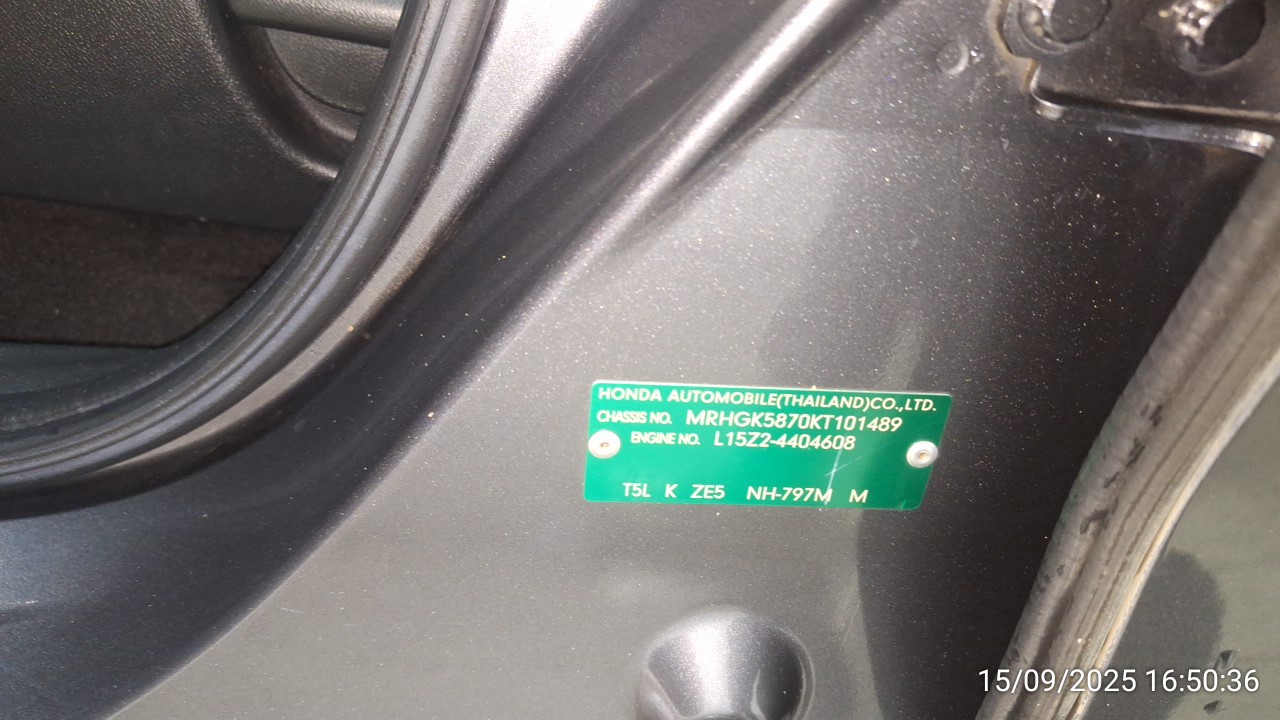 HONDA AUTOMOBILE(THAILAND)CO.,LTD.
CHASSIS NO. MRHGK5870KT101489
ENGINE NO. L15Z2-4404608
T5L K ZE5 NH-797M M
15/09/2025 16:50:36